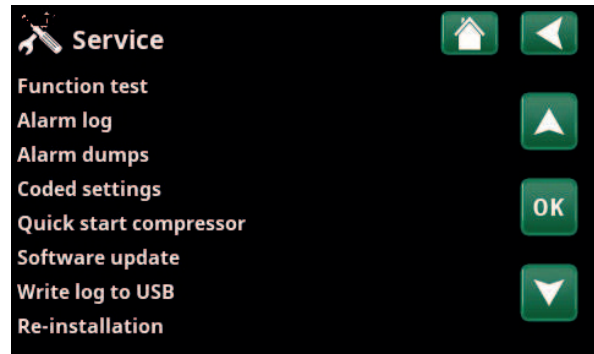 Service
Function test
Alarm log
Alarm dumps
Coded settings
OK
Quick start compressor
Software update
Write log to USB
Re-installation